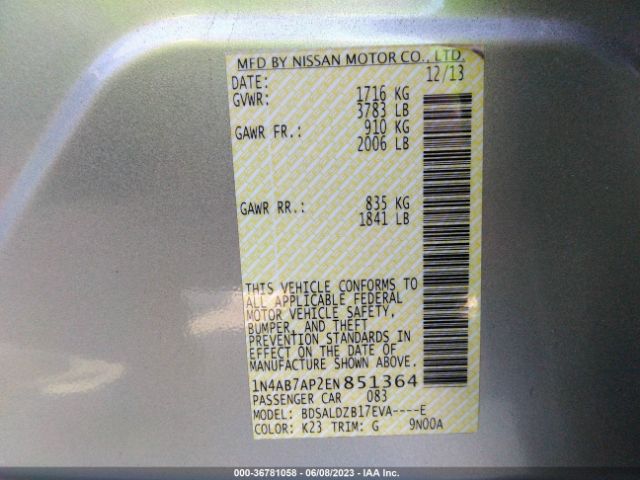 MFD BY NISSAN MOTOR CO., LTD.
DATE: 12/13
GVWR: 1716 KG
3783 LB
GAWR FR.: 910 KG
2006 LB
GAWR RR.: 835 KG
1841 LB
THIS VEHICLE CONFORMS TO
ALL APPLICABLE FEDERAL
MOTOR VEHICLE SAFETY,
BUMPER, AND THEFT
PREVENTION STANDARDS IN
EFFECT ON THE DATE OF
MANUFACTURE SHOWN ABOVE.
1N4AB7AP2EN851364
PASSENGER CAR 083
MODEL: BDSALDZB17EVA----E
COLOR: K23 TRIM: G 9N00A
000-36781058 - 06/08/2023 - IAA Inc.